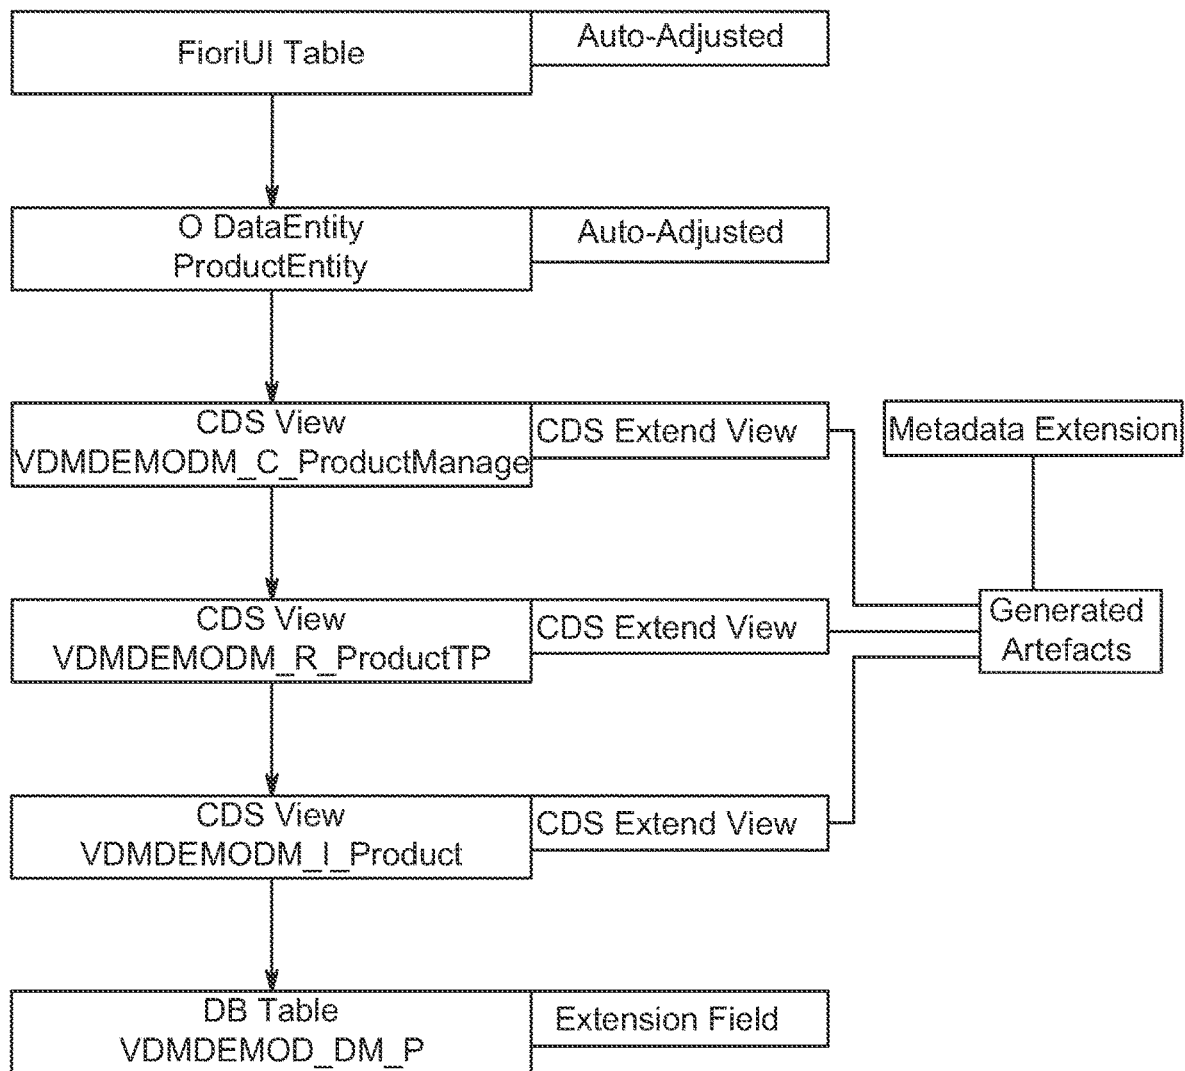 FioriUI Table
Auto-Adjusted
O DataEntity
ProductEntity
Auto-Adjusted
CDS View
VDMDEMODM_C_ProductManage
CDS Extend View
Metadata Extension
CDS View
VDMDEMODM_R_ProductTP
CDS Extend View
Generated
Artefacts
CDS View
VDMDEMODM_I_Product
CDS Extend View
DB Table
VDMDEMOD_DM_P
Extension Field